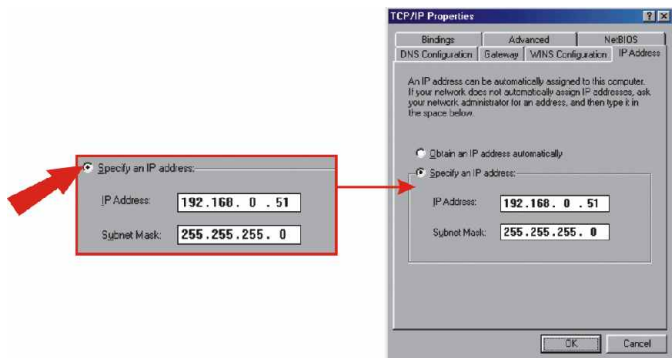 TCP/IP Properties
Bindings Advanced NetBIOS
DNS Configuration Gateway WINS Configuration IP Address
An IP address can be automatically assigned to this computer.
If your network does not automatically assign IP addresses, ask
your network administrator for an address, and then type it in
the space below.
Obtain an IP address automatically
Specify an IP address:
IP Address: 192.168. 0 .51
Subnet Mask: 255.255.255. 0
OK Cancel
Specify an IP address:
IP Address: 192.168. 0 .51
Subnet Mask: 255.255.255. 0